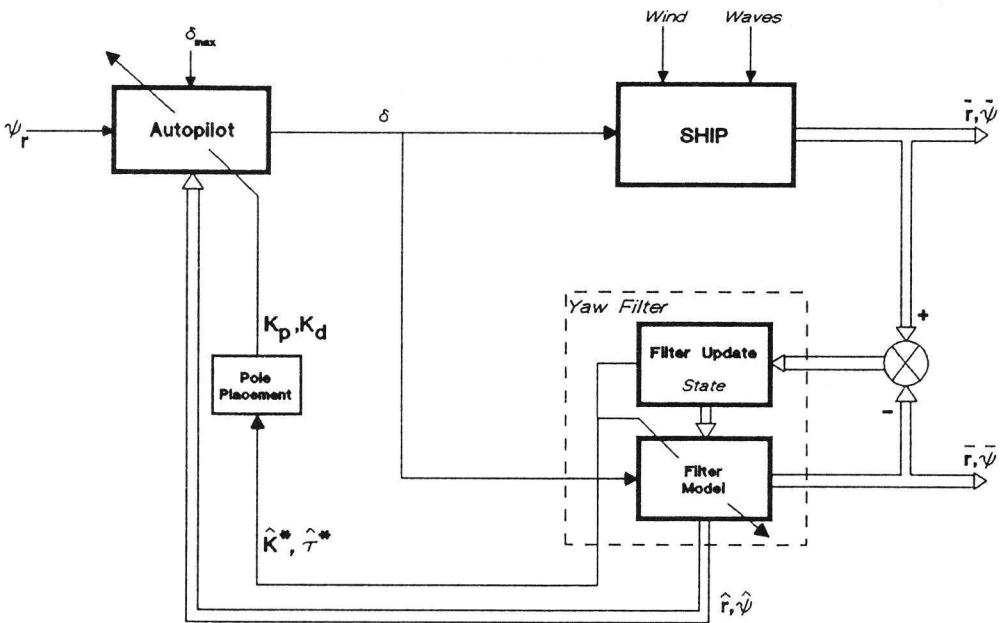 Wind
Waves
δmax
ψr
Autopilot
δ
SHIP
r̃, ψ̃
Yaw Filter
+
Kp, Kd
Filter Update
State
Pole
Placement
-
Filter
Model
r̄, ψ̄
K̂*, τ̂*
r̂, ψ̂